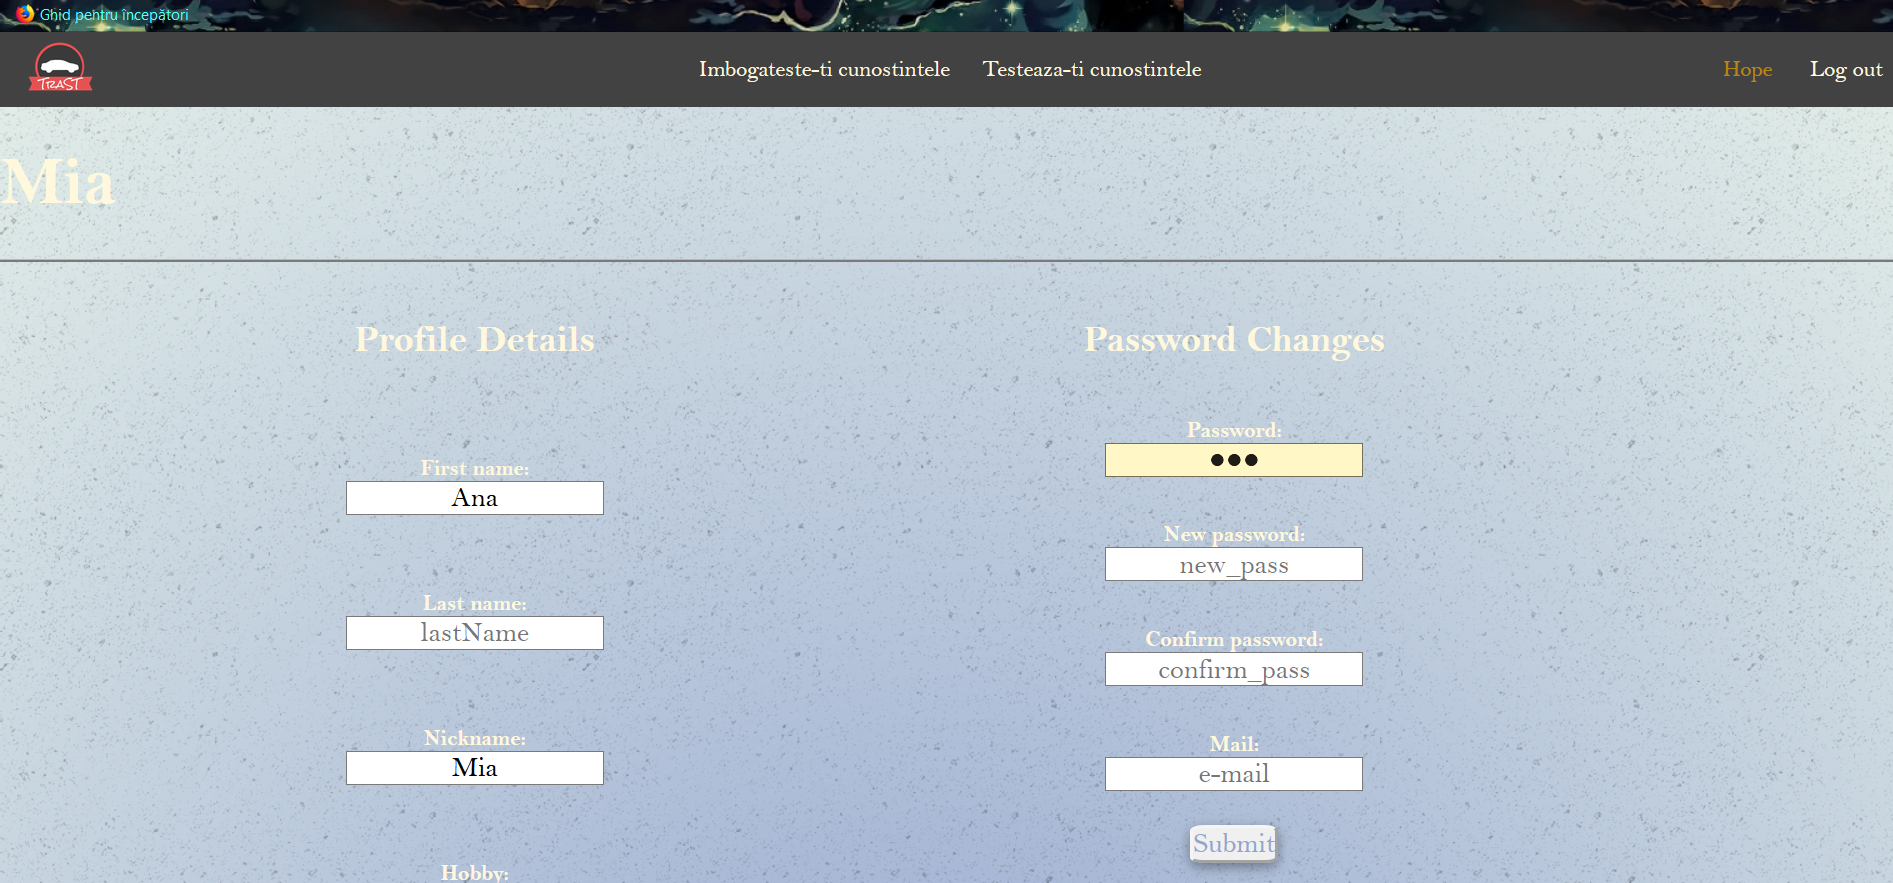 Ghid pentru începători
TRAST
Imbogateste-ti cunostintele
Testeaza-ti cunostintele
Hope
Log out
Mia
Profile Details
First name:
Ana
Last name:
lastName
Nickname:
Mia
Hobby:
Password Changes
Password:
●●●
New password:
new_pass
Confirm password:
confirm_pass
Mail:
e-mail
Submit